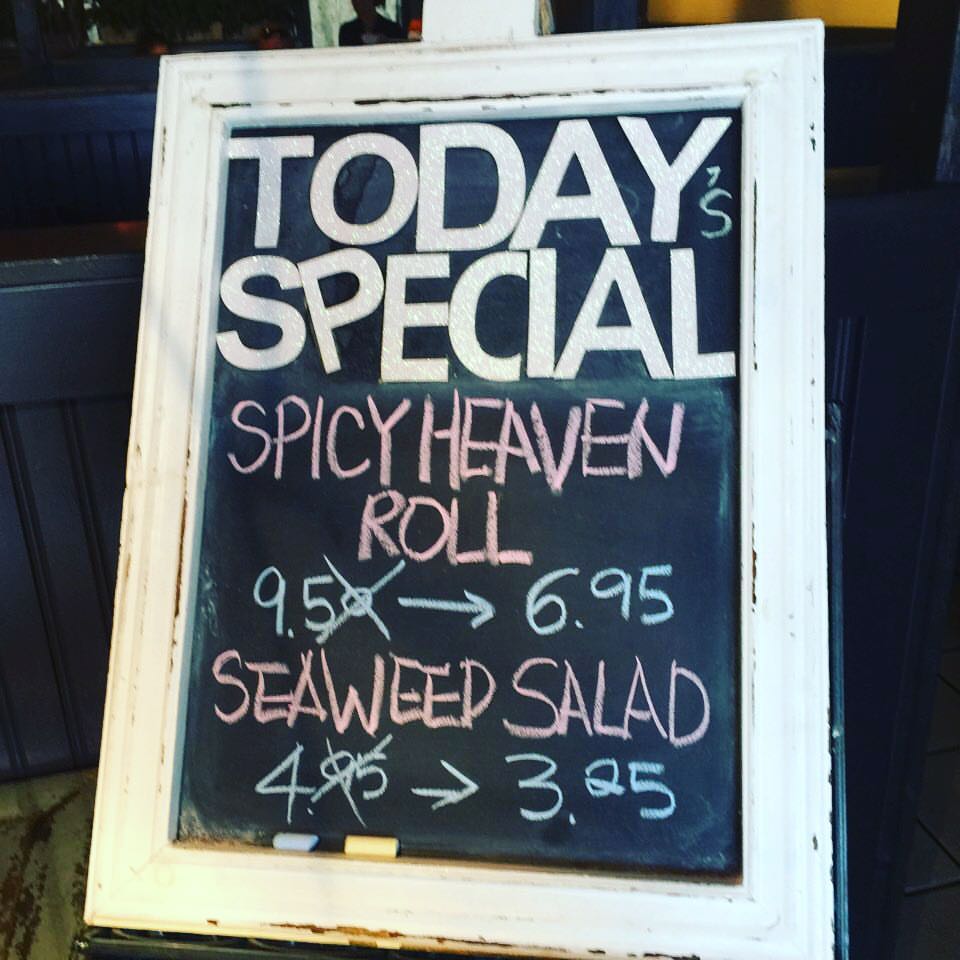 TODAY'S
SPECIAL
SPICY HEAVEN
ROLL
9.50 → 6.95
SEAWEED SALAD
4.95 → 3.25